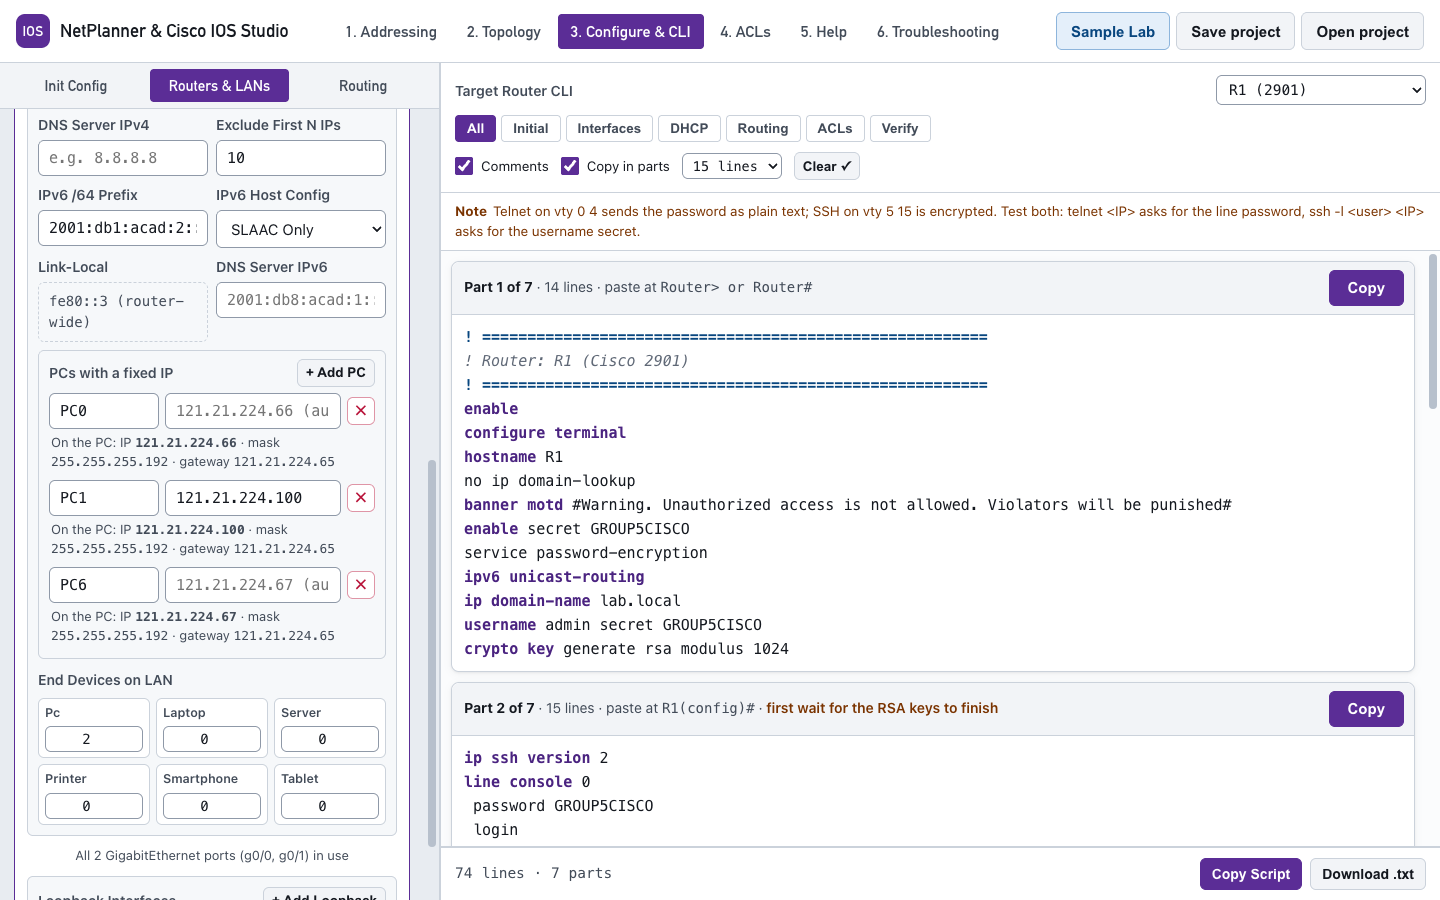 IOS NetPlanner & Cisco IOS Studio
1. Addressing
2. Topology
3. Configure & CLI
4. ACLs
5. Help
6. Troubleshooting
Sample Lab
Save project
Open project
Init Config
Routers & LANs
Routing
DNS Server IPv4
Exclude First N IPs
e.g. 8.8.8.8
10
IPv6 /64 Prefix
IPv6 Host Config
2001:db1:acad:2::
SLAAC Only
Link-Local
DNS Server IPv6
fe80::3 (router-
wide)
2001:db8:acad:1::
PCs with a fixed IP
+ Add PC
PC0
121.21.224.66 (au
✕
On the PC: IP 121.21.224.66 · mask
255.255.255.192 · gateway 121.21.224.65
PC1
121.21.224.100
✕
On the PC: IP 121.21.224.100 · mask
255.255.255.192 · gateway 121.21.224.65
PC6
121.21.224.67 (au
✕
On the PC: IP 121.21.224.67 · mask
255.255.255.192 · gateway 121.21.224.65
End Devices on LAN
Pc
Laptop
Server
2
0
0
Printer
Smartphone
Tablet
0
0
0
All 2 GigabitEthernet ports (g0/0, g0/1) in use
Loopback Interfaces
+ Add Loopback
Target Router CLI
R1 (2901)
All
Initial
Interfaces
DHCP
Routing
ACLs
Verify
Comments
Copy in parts
15 lines
Clear ✓
Note Telnet on vty 0 4 sends the password as plain text; SSH on vty 5 15 is encrypted. Test both: telnet <IP> asks for the line password, ssh -l <user> <IP>
asks for the username secret.
Part 1 of 7 · 14 lines · paste at Router> or Router#
Copy
! ========================================================
! Router: R1 (Cisco 2901)
! ========================================================
enable
configure terminal
hostname R1
no ip domain-lookup
banner motd #Warning. Unauthorized access is not allowed. Violators will be punished#
enable secret GROUP5CISCO
service password-encryption
ipv6 unicast-routing
ip domain-name lab.local
username admin secret GROUP5CISCO
crypto key generate rsa modulus 1024
Part 2 of 7 · 15 lines · paste at R1(config)# · first wait for the RSA keys to finish
Copy
ip ssh version 2
line console 0
password GROUP5CISCO
login
74 lines · 7 parts
Copy Script
Download .txt